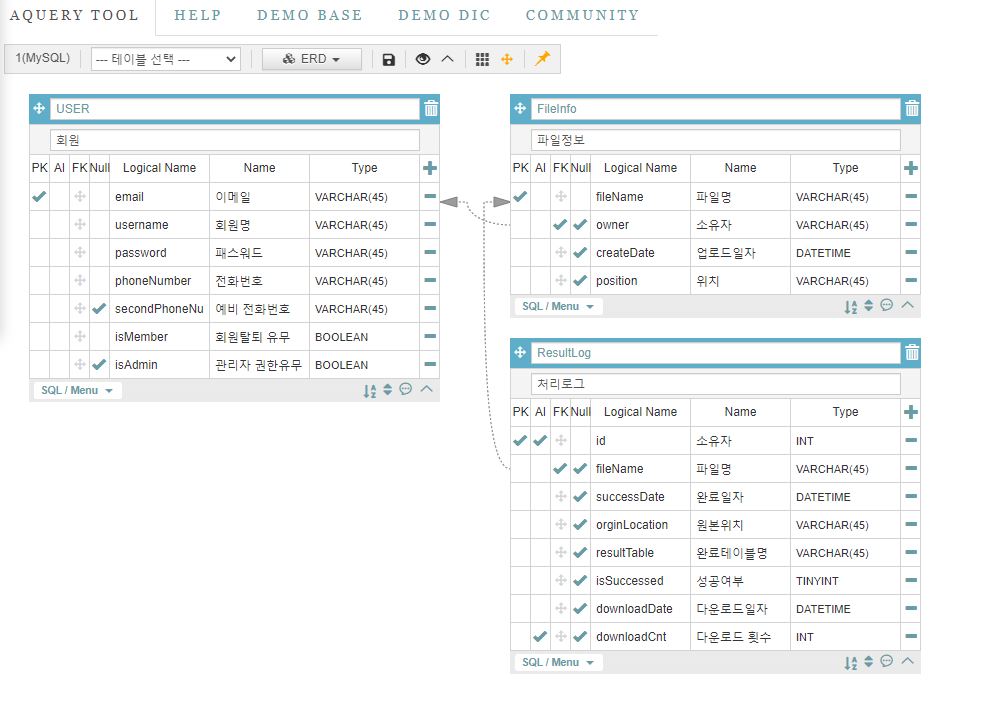 AQUERY TOOL HELP DEMO BASE DEMO DIC COMMUNITY
1(MySQL) --- 테이블 선택 --- ERD
USER
회원
PK AI FK Null Logical Name Name Type
email 이메일 VARCHAR(45)
username 회원명 VARCHAR(45)
password 패스워드 VARCHAR(45)
phoneNumber 전화번호 VARCHAR(45)
secondPhoneNu 예비 전화번호 VARCHAR(45)
isMember 회원탈퇴 유무 BOOLEAN
isAdmin 관리자 권한유무 BOOLEAN
SQL / Menu
FileInfo
파일정보
PK AI FK Null Logical Name Name Type
fileName 파일명 VARCHAR(45)
owner 소유자 VARCHAR(45)
createDate 업로드일자 DATETIME
position 위치 VARCHAR(45)
SQL / Menu
ResultLog
처리로그
PK AI FK Null Logical Name Name Type
id 소유자 INT
fileName 파일명 VARCHAR(45)
successDate 완료일자 DATETIME
orginLocation 원본위치 VARCHAR(45)
resultTable 완료테이블명 VARCHAR(45)
isSuccessed 성공여부 TINYINT
downloadDate 다운로드일자 DATETIME
downloadCnt 다운로드 횟수 INT
SQL / Menu